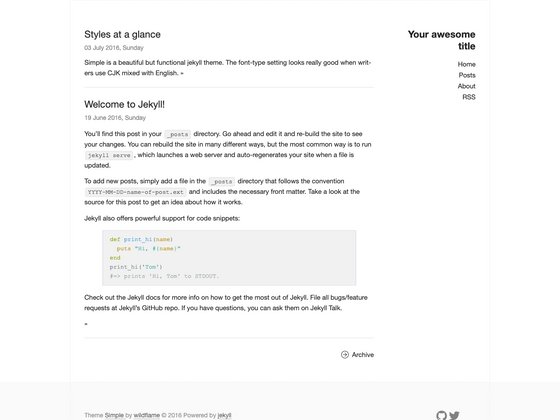 Styles at a glance
03 July 2016, Sunday
Simple is a beautiful but functional jekyll theme. The font-type setting looks really good when writ-
ers use CJK mixed with English. »
Welcome to Jekyll!
19 June 2016, Sunday
You'll find this post in your _posts directory. Go ahead and edit it and re-build the site to see
your changes. You can rebuild the site in many different ways, but the most common way is to run
jekyll serve , which launches a web server and auto-regenerates your site when a file is
updated.
To add new posts, simply add a file in the _posts directory that follows the convention
YYYY-MM-DD-name-of-post.ext and includes the necessary front matter. Take a look at the
source for this post to get an idea about how it works.
Jekyll also offers powerful support for code snippets:
def print_hi(name)
  puts "Hi, #{name}"
end
print_hi('Tom')
#=> prints 'Hi, Tom' to STDOUT.
Check out the Jekyll docs for more info on how to get the most out of Jekyll. File all bugs/feature
requests at Jekyll's GitHub repo. If you have questions, you can ask them on Jekyll Talk.
»
Archive
Your awesome
title
Home
Posts
About
RSS
Theme Simple by wildflame © 2016 Powered by jekyll